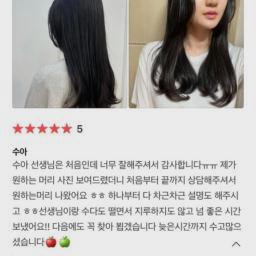 ★★★★★ 5
수아
수아 선생님은 처음인데 너무 잘해주셔서 감사합니다ㅠㅠ 제가
원하는 머리 사진 보여드렸더니 처음부터 끝까지 상담해주셔서
원하는머리 나왔어요 ㅎㅎ 하나부터 다 차근차근 설명도 해주시
고 ㅎㅎ선생님이랑 수다도 떨면서 지루하지도 않고 넘 좋은 시간
보냈어요!! 다음에도 꼭 찾아 뵙겠습니다 늦은시간까지 수고많으
셨습니다🍎🍏